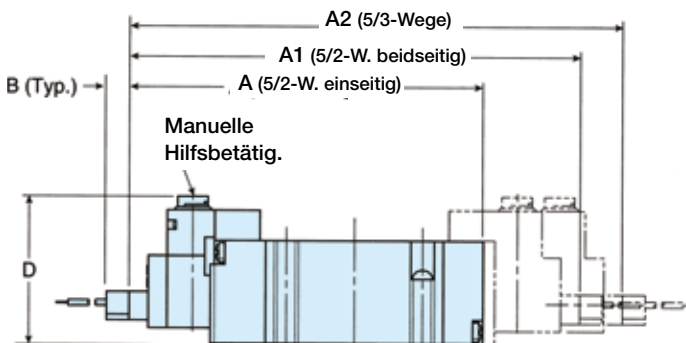 A2 (5/3-Wege)
A1 (5/2-W. beidseitig)
B (Typ.)
A (5/2-W. einseitig)
Manuelle
Hilfsbetätig.
D